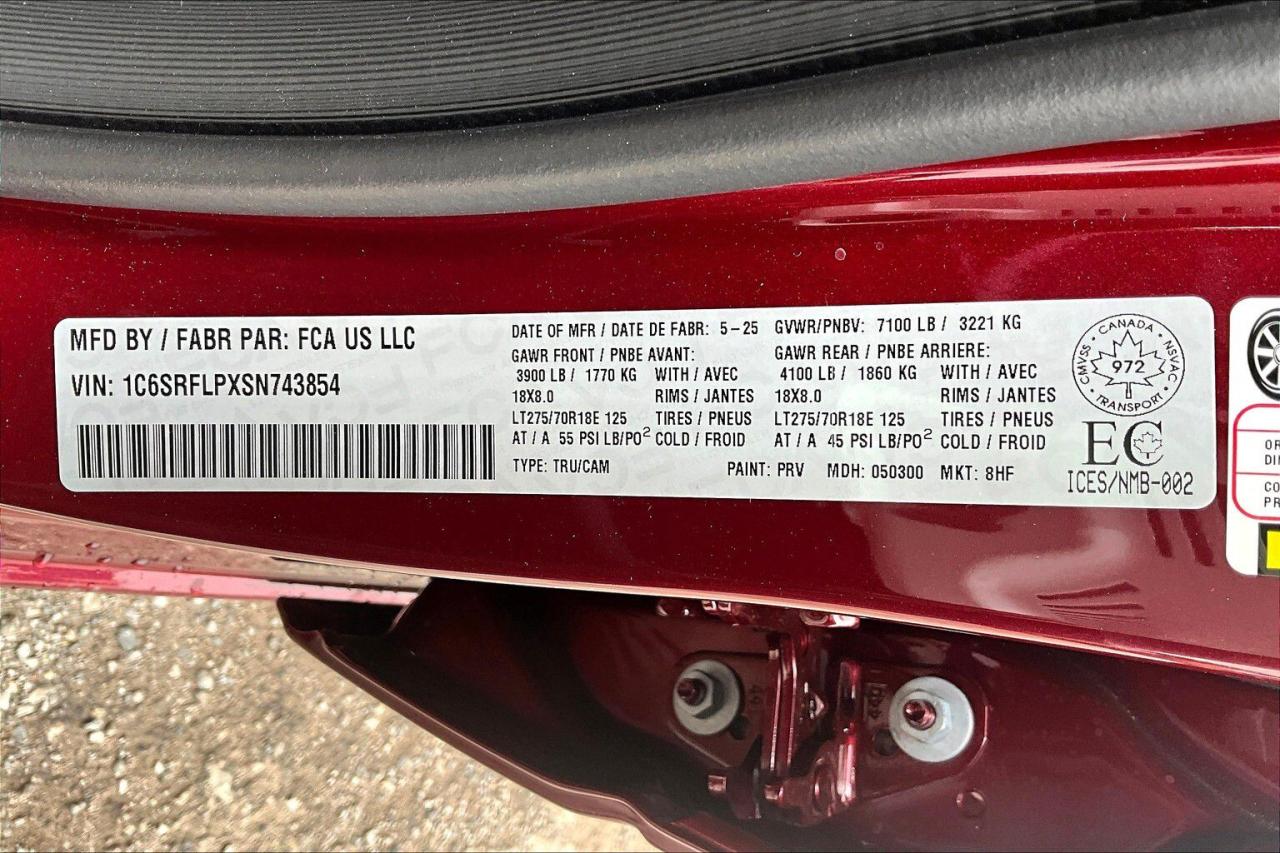 MFD BY / FABR PAR: FCA US LLC
VIN: 1C6SRFLPXSN743854
DATE OF MFR / DATE DE FABR: 5-25 GVWR/PNBV: 7100 LB / 3221 KG
GAWR FRONT / PNBE AVANT: GAWR REAR / PNBE ARRIERE:
3900 LB / 1770 KG WITH / AVEC 4100 LB / 1860 KG WITH / AVEC
18X8.0 RIMS / JANTES 18X8.0 RIMS / JANTES
LT275/70R18E 125 TIRES / PNEUS LT275/70R18E 125 TIRES / PNEUS
AT / A 55 PSI LB/PO² COLD / FROID AT / A 45 PSI LB/PO² COLD / FROID
TYPE: TRU/CAM PAINT: PRV MDH: 050300 MKT: 8HF
CANADA
CMVSS 972 NSVAC
TRANSPORT
EC
ICES/NMB-002
OR
DI
CO
PR